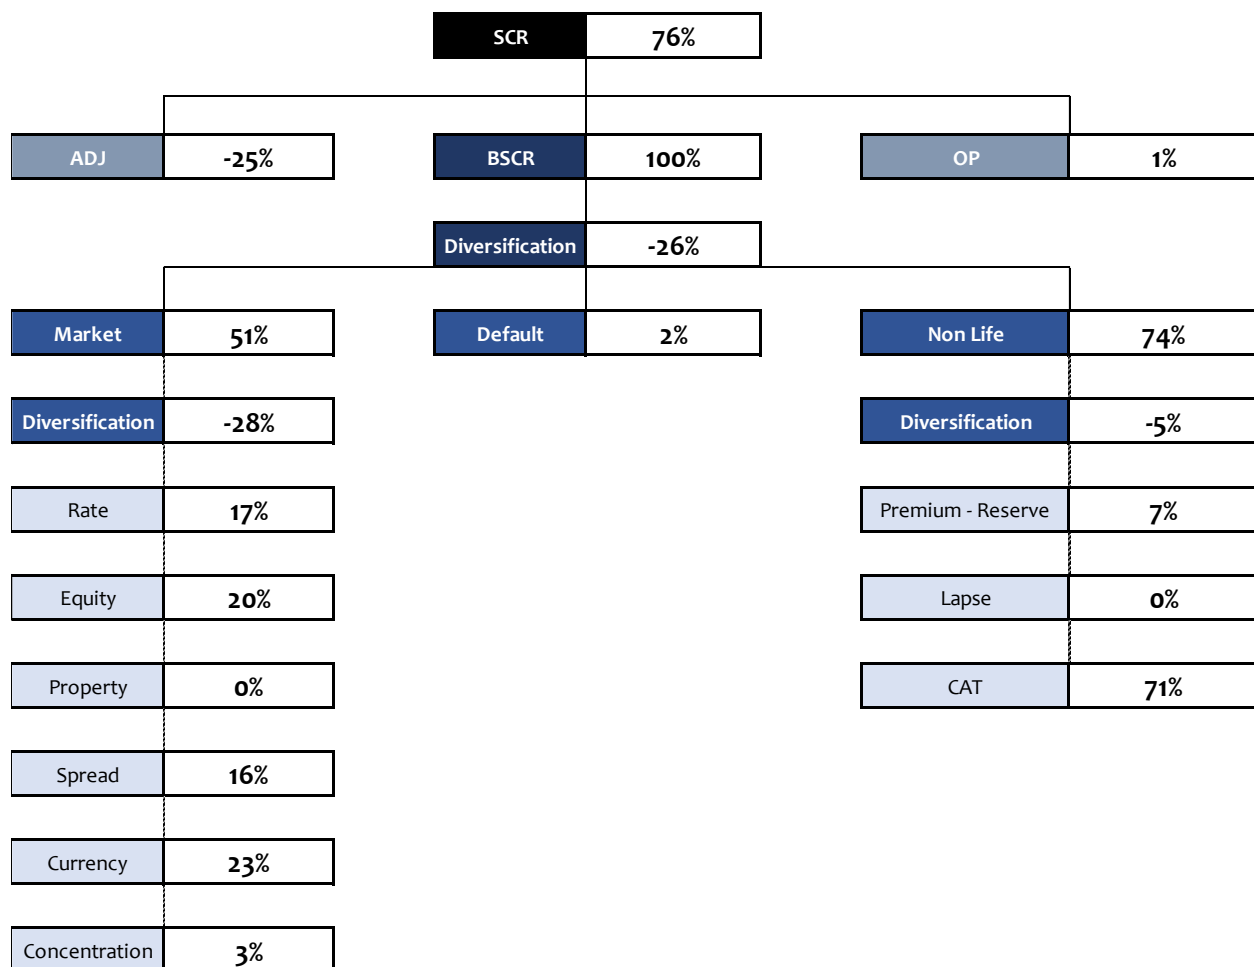 SCR 76%
ADJ -25% BSCR 100% OP 1%
Diversification -26%
Market 51% Default 2% Non Life 74%
Diversification -28% Diversification -5%
Rate 17% Premium - Reserve 7%
Equity 20% Lapse 0%
Property 0% CAT 71%
Spread 16%
Currency 23%
Concentration 3%